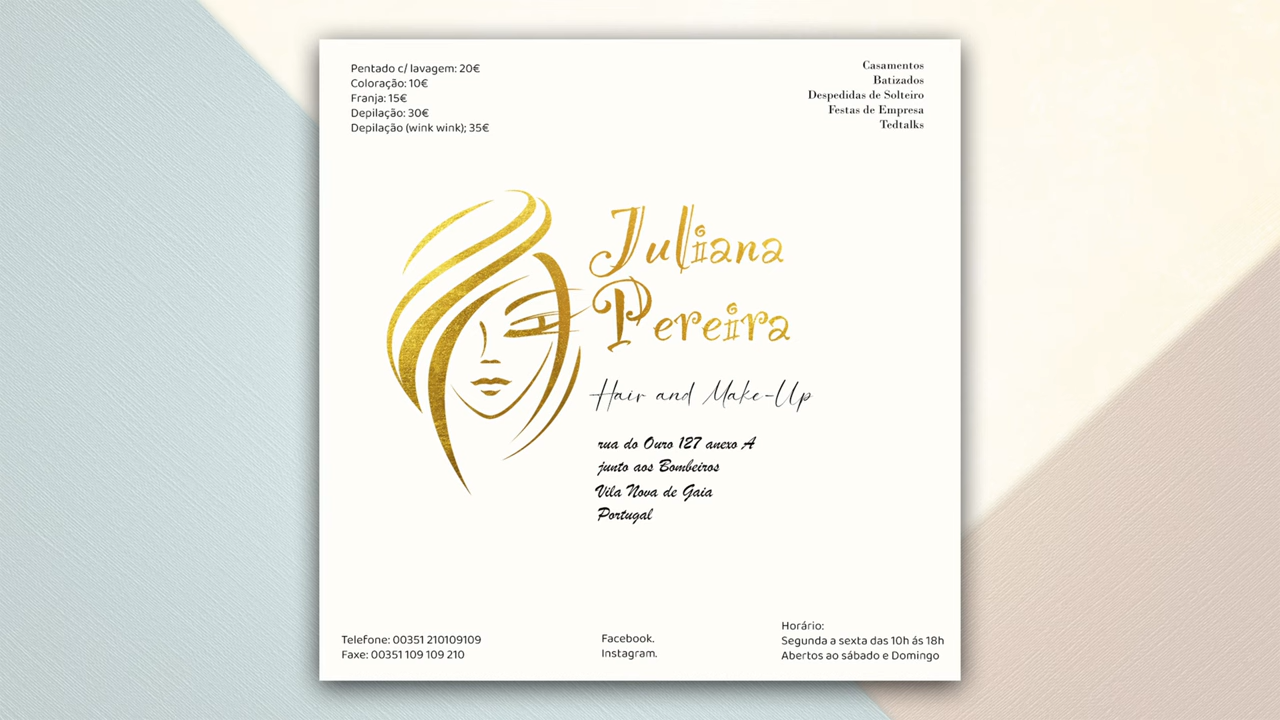 Pentado c/ lavagem: 20€
Coloração: 10€
Franja: 15€
Depilação: 30€
Depilação (wink wink); 35€
Casamentos
Batizados
Despedidas de Solteiro
Festas de Empresa
Tedtalks
Juliana
Pereira
Hair and Make-Up
rua do Ouro 127 anexo A
junto aos Bombeiros
Vila Nova de Gaia
Portugal
Telefone: 00351 210109109
Faxe: 00351 109 109 210
Facebook.
Instagram.
Horário:
Segunda a sexta das 10h ás 18h
Abertos ao sábado e Domingo